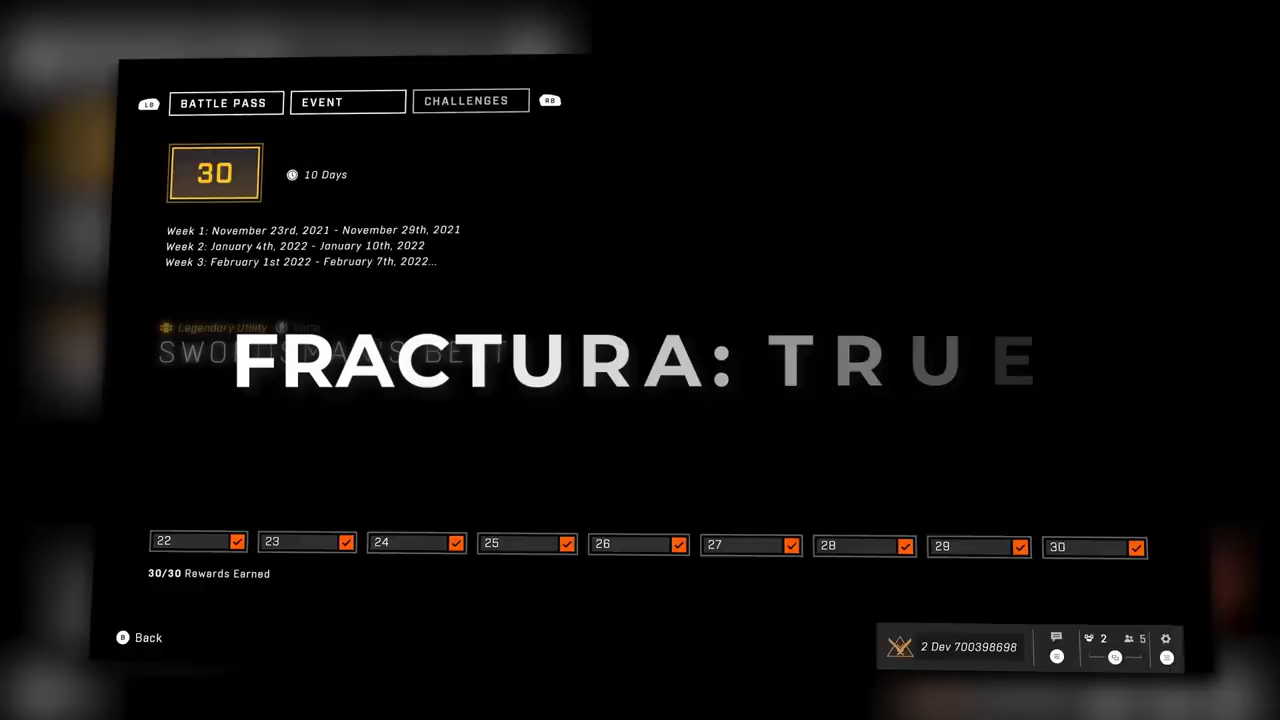 LB BATTLE PASS EVENT CHALLENGES RB
30
10 Days
Week 1: November 23rd, 2021 - November 29th, 2021
Week 2: January 4th, 2022 - January 10th, 2022
Week 3: February 1st 2022 - February 7th, 2022...
Legendary Utility
FRACTURA: TRUE
22 23 24 25 26 27 28 29 30
30/30 Rewards Earned
B Back
2 Dev 700398698
2 5